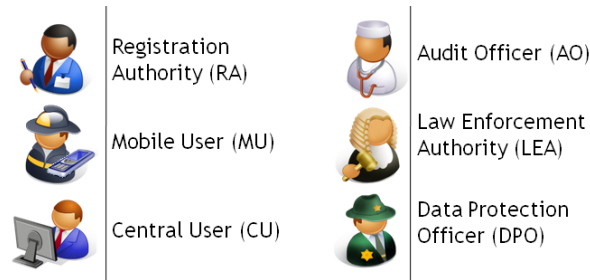 Registration
Authority (RA)
Mobile User (MU)
Central User (CU)
Audit Officer (AO)
Law Enforcement
Authority (LEA)
Data Protection
Officer (DPO)